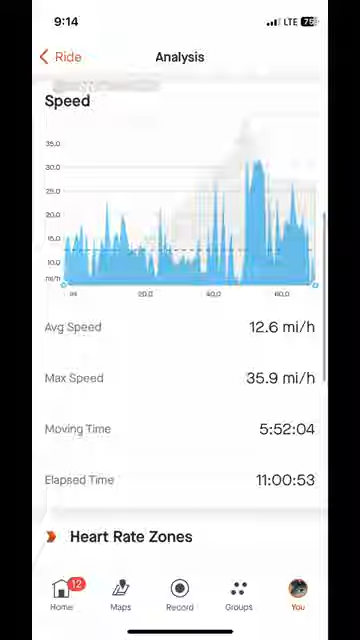 9:14
LTE 75
Ride
Analysis
Speed
35.0
30.0
25.0
20.0
15.0
10.0
mi/h
20.0
40.0
60.0
Avg Speed
12.6 mi/h
Max Speed
35.9 mi/h
Moving Time
5:52:04
Elapsed Time
11:00:53
Heart Rate Zones
12
Home
Maps
Record
Groups
You